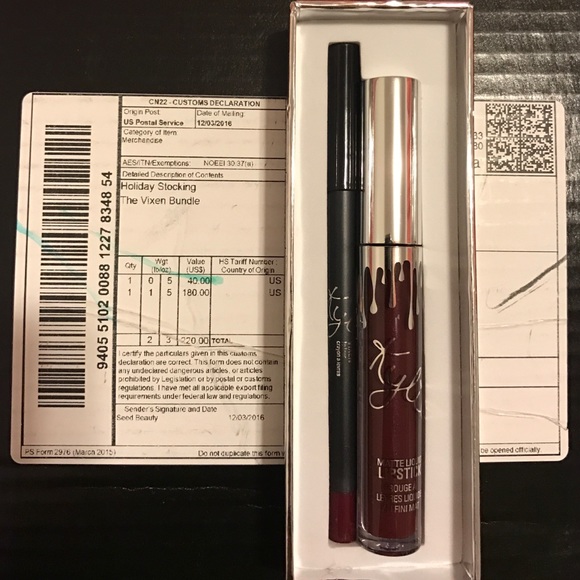 CN22 - CUSTOMS DECLARATION
Origin Post: Date of Mailing:
US Postal Service 12/03/2016
Category of Item:
Merchandise
AES/ITN/Exemptions: NOEEI 30.37(a)
Detailed Description of Contents
Holiday Stocking
The Vixen Bundle
Qty Wgt (lb/oz) Value (US$) HS Tariff Number: Country of Origin
1 0 5 40.00 US
1 1 5 180.00 US
2 3 220.00 TOTAL
I certify the particulars given in this customs
declaration are correct. This form does not contain
any undeclared dangerous articles, or articles
prohibited by Legislation or by postal or customs
regulations. I have met all applicable export filing
requirements under federal law and regulations.
Sender's Signature and Date
Seed Beauty 12/03/2016
PS Form 2976 (Marca 2015) Do not duplicate this form
be opened officially.
9405 5102 0088 1227 8348 54
MATTE LIQUID
LIPSTICK
ROUGE À